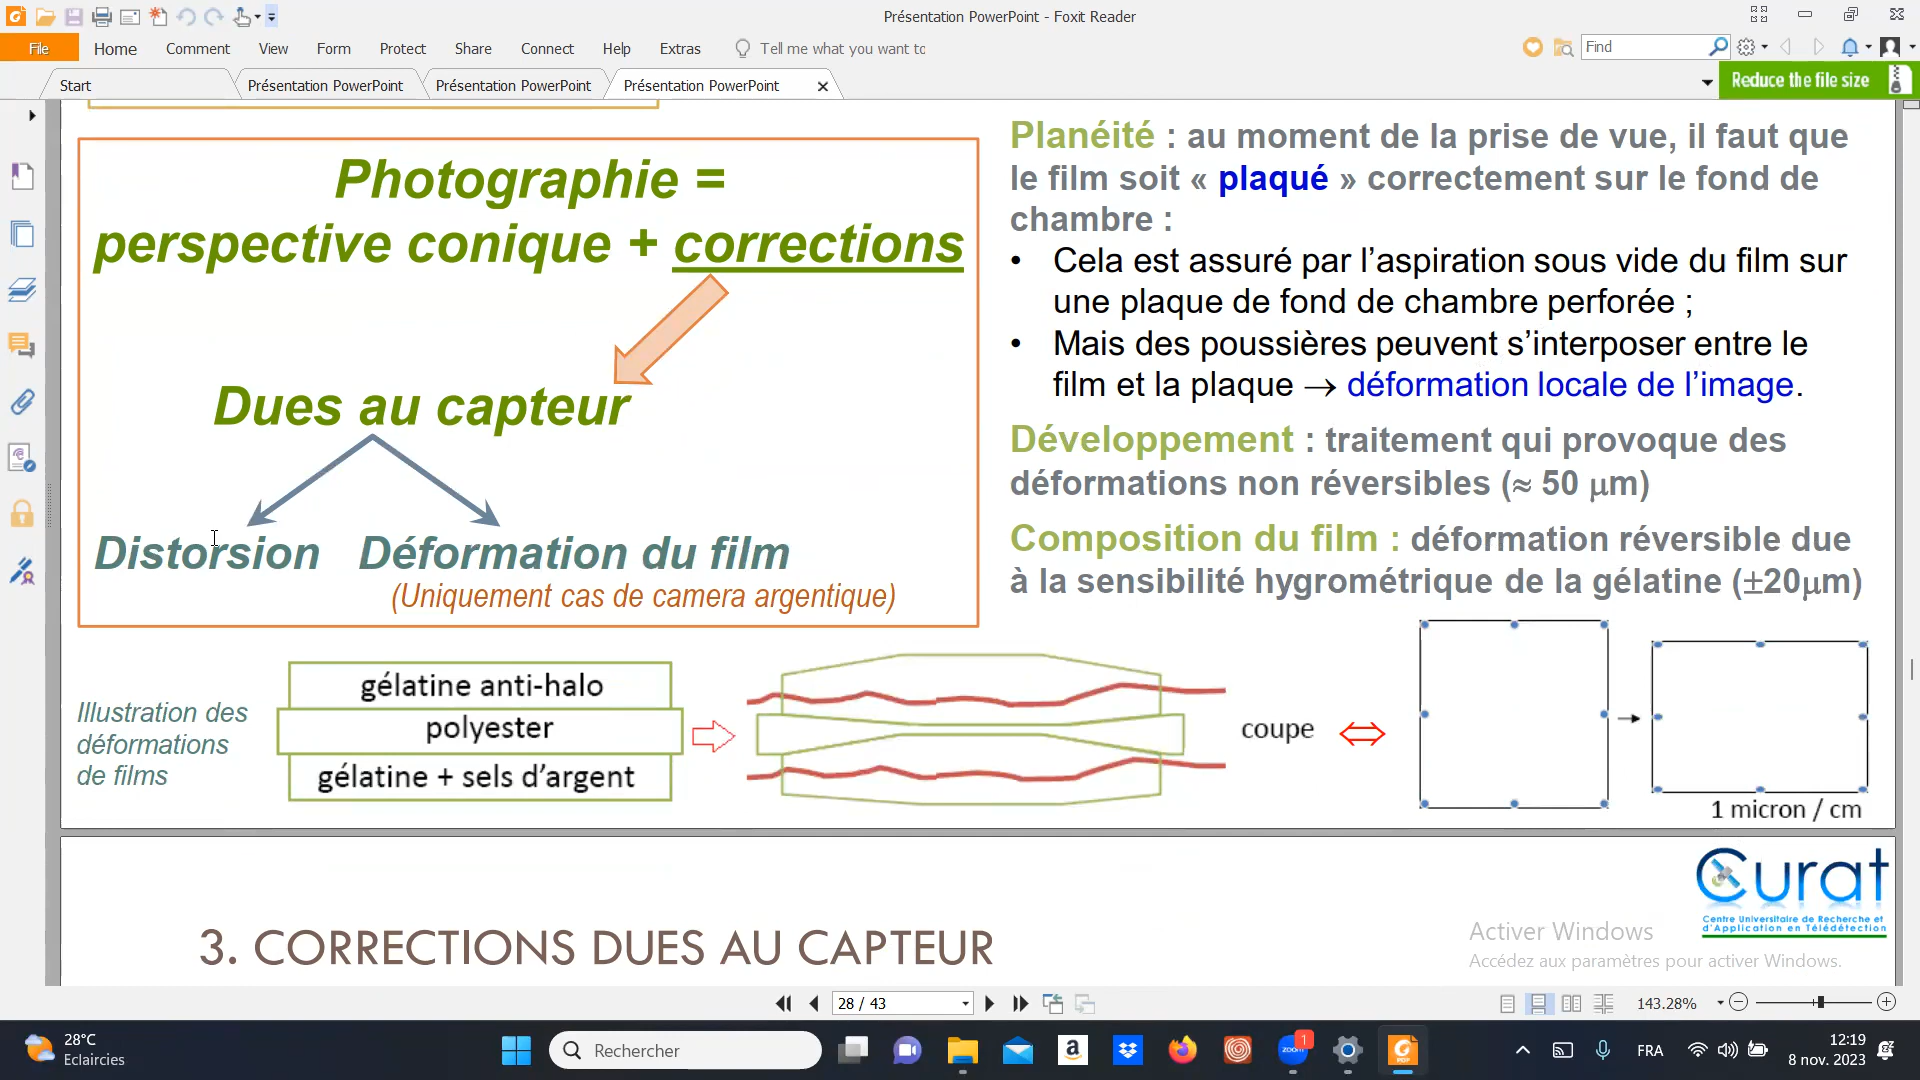 Présentation PowerPoint - Foxit Reader
File Home Comment View Form Protect Share Connect Help Extras Tell me what you want to
Find
Start Présentation PowerPoint Présentation PowerPoint Présentation PowerPoint
Reduce the file size
Photographie =
perspective conique + corrections
Dues au capteur
Distorsion Déformation du film
(Uniquement cas de camera argentique)
Planéité : au moment de la prise de vue, il faut que
le film soit « plaqué » correctement sur le fond de
chambre :
• Cela est assuré par l’aspiration sous vide du film sur
une plaque de fond de chambre perforée ;
• Mais des poussières peuvent s’interposer entre le
film et la plaque → déformation locale de l’image.
Développement : traitement qui provoque des
déformations non réversibles (≈ 50 μm)
Composition du film : déformation réversible due
à la sensibilité hygrométrique de la gélatine (±20μm)
Illustration des
déformations
de films
gélatine anti-halo
polyester
gélatine + sels d’argent
coupe
1 micron / cm
Curat
Centre Universitaire de Recherche et
d’Application en Télédétection
3. CORRECTIONS DUES AU CAPTEUR
Activer Windows
Accédez aux paramètres pour activer Windows.
28 / 43
143.28%
28°C
Eclaircies
Rechercher
a
zoom
1
PDF
FRA
12:19
8 nov. 2023